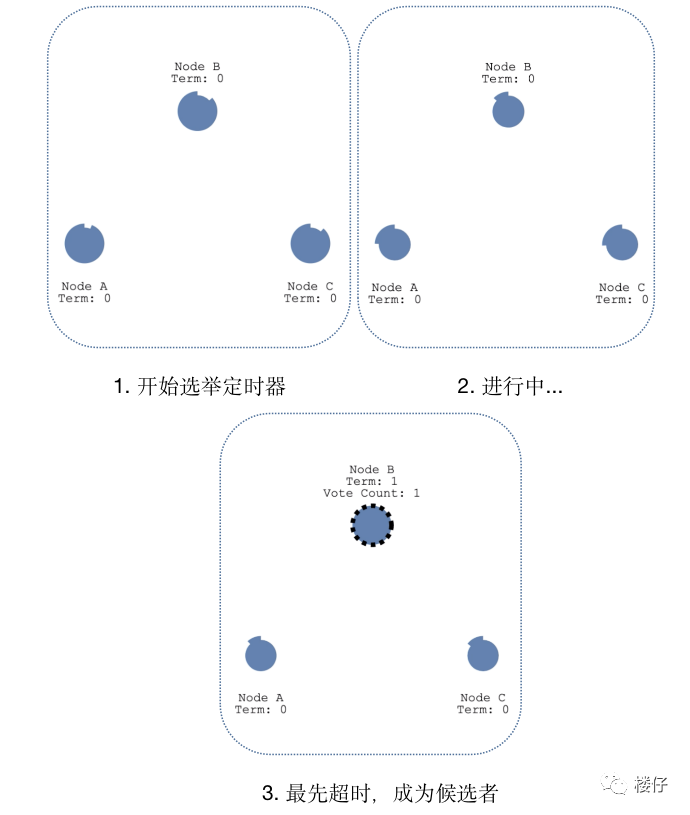 Node B
Term: 0
Node A
Term: 0
Node C
Term: 0
Node B
Term: 0
Node A
Term: 0
Node C
Term: 0
1. 开始选举定时器
2. 进行中...
Node B
Term: 1
Vote Count: 1
Node A
Term: 0
Node C
Term: 0
3. 最先超时，成为候选者
楼仔